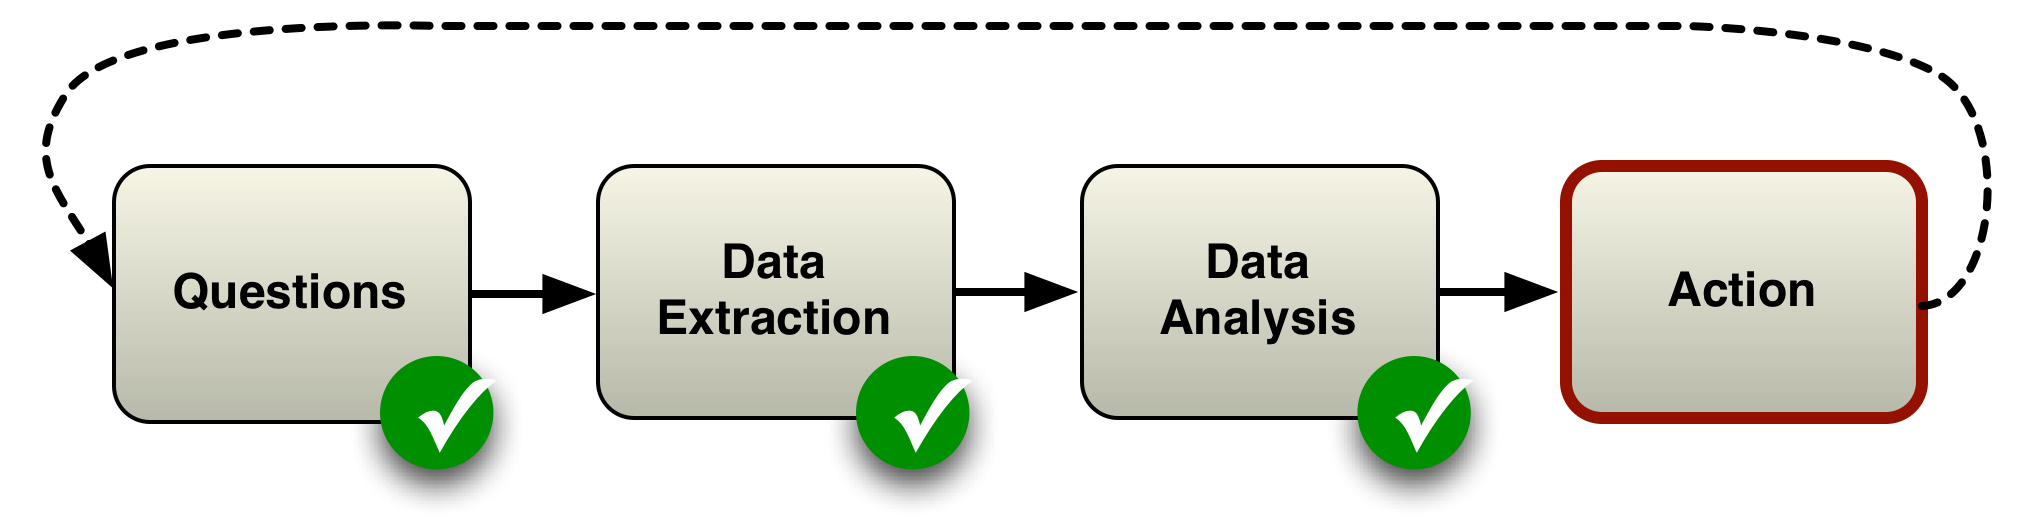 Questions
Data
Extraction
Data
Analysis
Action